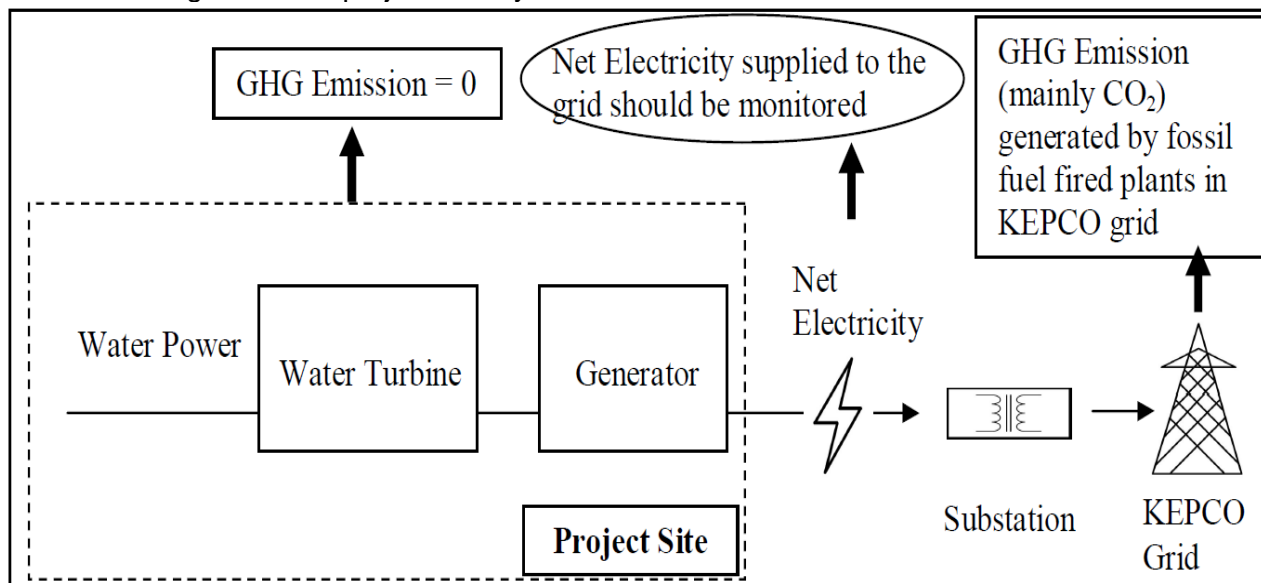 GHG Emission = 0
Net Electricity supplied to the
grid should be monitored
GHG Emission
(mainly CO₂)
generated by fossil
fuel fired plants in
KEPCO grid
Water Power
Water Turbine
Generator
Net
Electricity
Project Site
Substation
KEPCO
Grid